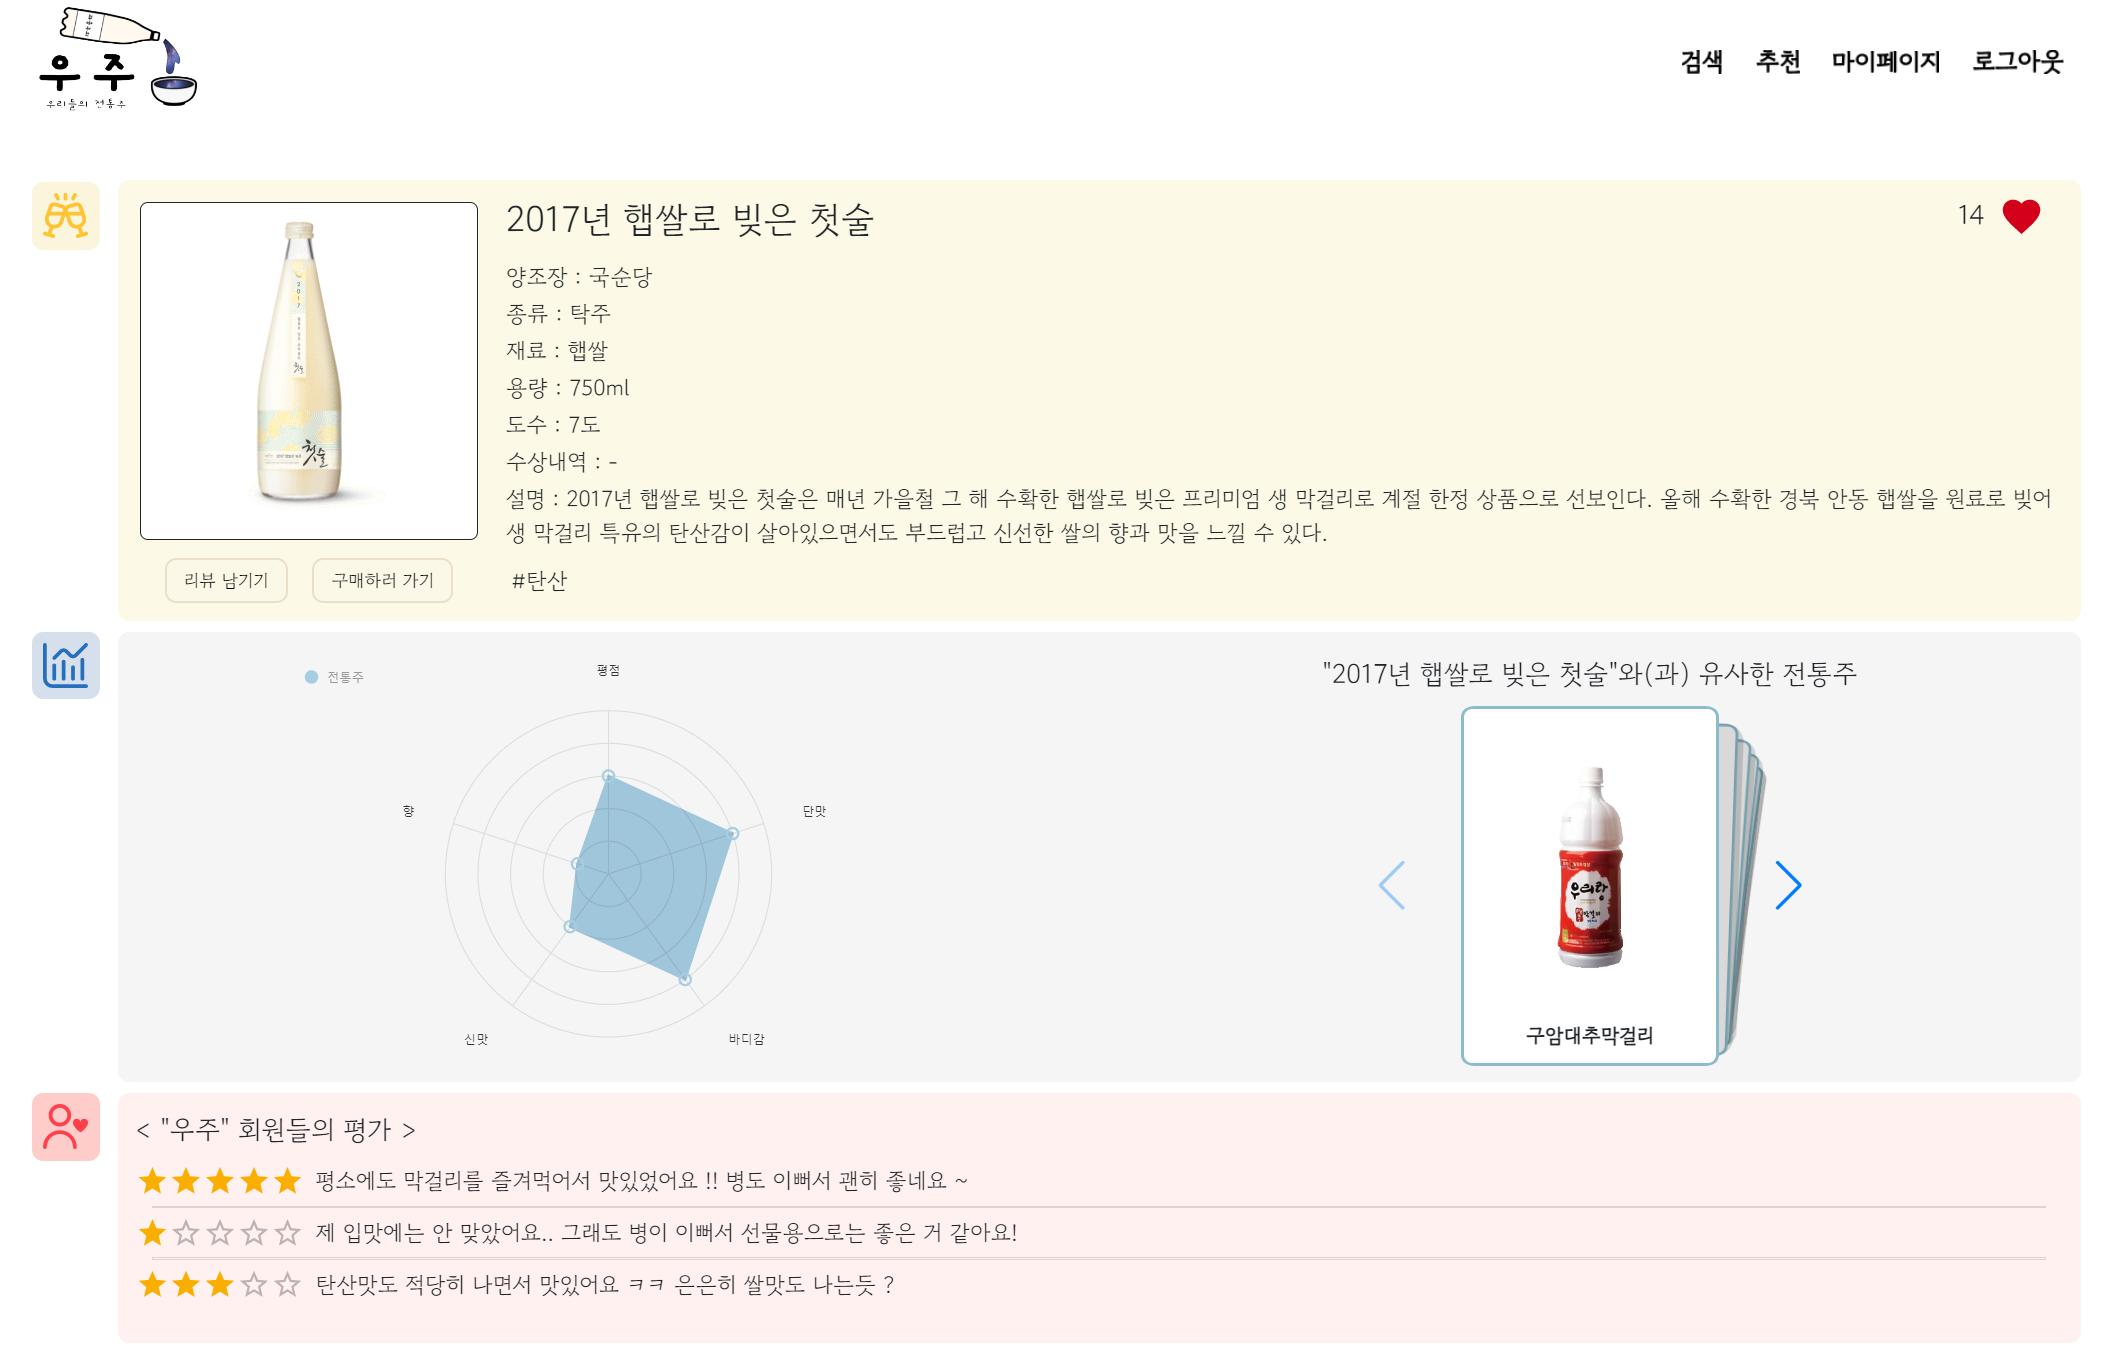 우주
우리들의 전통주
검색 추천 마이페이지 로그아웃
2017년 햅쌀로 빚은 첫술
14
양조장 : 국순당
종류 : 탁주
재료 : 햅쌀
용량 : 750ml
도수 : 7도
수상내역 : -
설명 : 2017년 햅쌀로 빚은 첫술은 매년 가을철 그 해 수확한 햅쌀로 빚은 프리미엄 생 막걸리로 계절 한정 상품으로 선보인다. 올해 수확한 경북 안동 햅쌀을 원료로 빚어
생 막걸리 특유의 탄산감이 살아있으면서도 부드럽고 신선한 쌀의 향과 맛을 느낄 수 있다.
#탄산
2017
첫술
리뷰 남기기 구매하러 가기
전통주
평점
단맛
바디감
신맛
향
"2017년 햅쌀로 빚은 첫술"와(과) 유사한 전통주
우리랑
막걸리
구암대추막걸리
< "우주" 회원들의 평가 >
평소에도 막걸리를 즐겨먹어서 맛있었어요 !! 병도 이뻐서 괜히 좋네요 ~
제 입맛에는 안 맞았어요.. 그래도 병이 이뻐서 선물용으로는 좋은 거 같아요!
탄산맛도 적당히 나면서 맛있어요 ㅋㅋ 은은히 쌀맛도 나는듯 ?